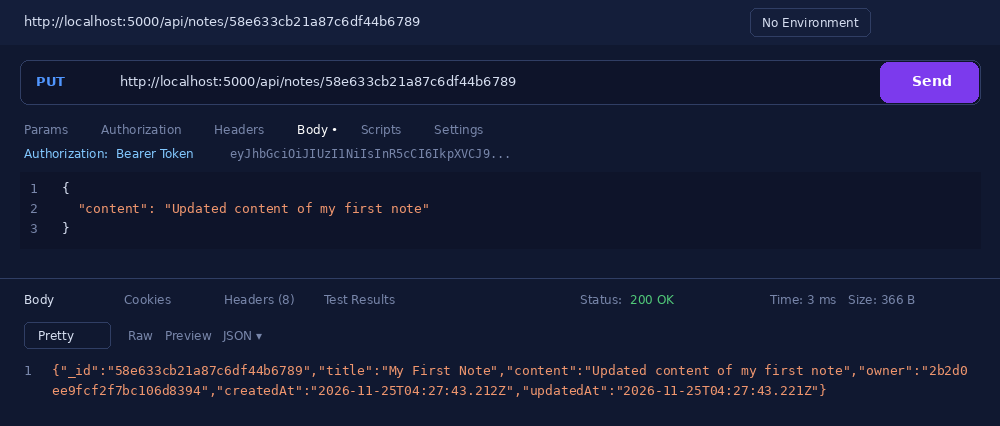 http://localhost:5000/api/notes/58e633cb21a87c6df44b6789 No Environment
PUT http://localhost:5000/api/notes/58e633cb21a87c6df44b6789 Send
Params Authorization Headers Body • Scripts Settings
Authorization: Bearer Token eyJhbGciOiJIUzI1NiIsInR5cCI6IkpXVCJ9...
1 {
2 "content": "Updated content of my first note"
3 }
Body Cookies Headers (8) Test Results Status: 200 OK Time: 3 ms Size: 366 B
Pretty Raw Preview JSON ▾
1 {"_id":"58e633cb21a87c6df44b6789","title":"My First Note","content":"Updated content of my first note","owner":"2b2d0
ee9fcf2f7bc106d8394","createdAt":"2026-11-25T04:27:43.212Z","updatedAt":"2026-11-25T04:27:43.221Z"}